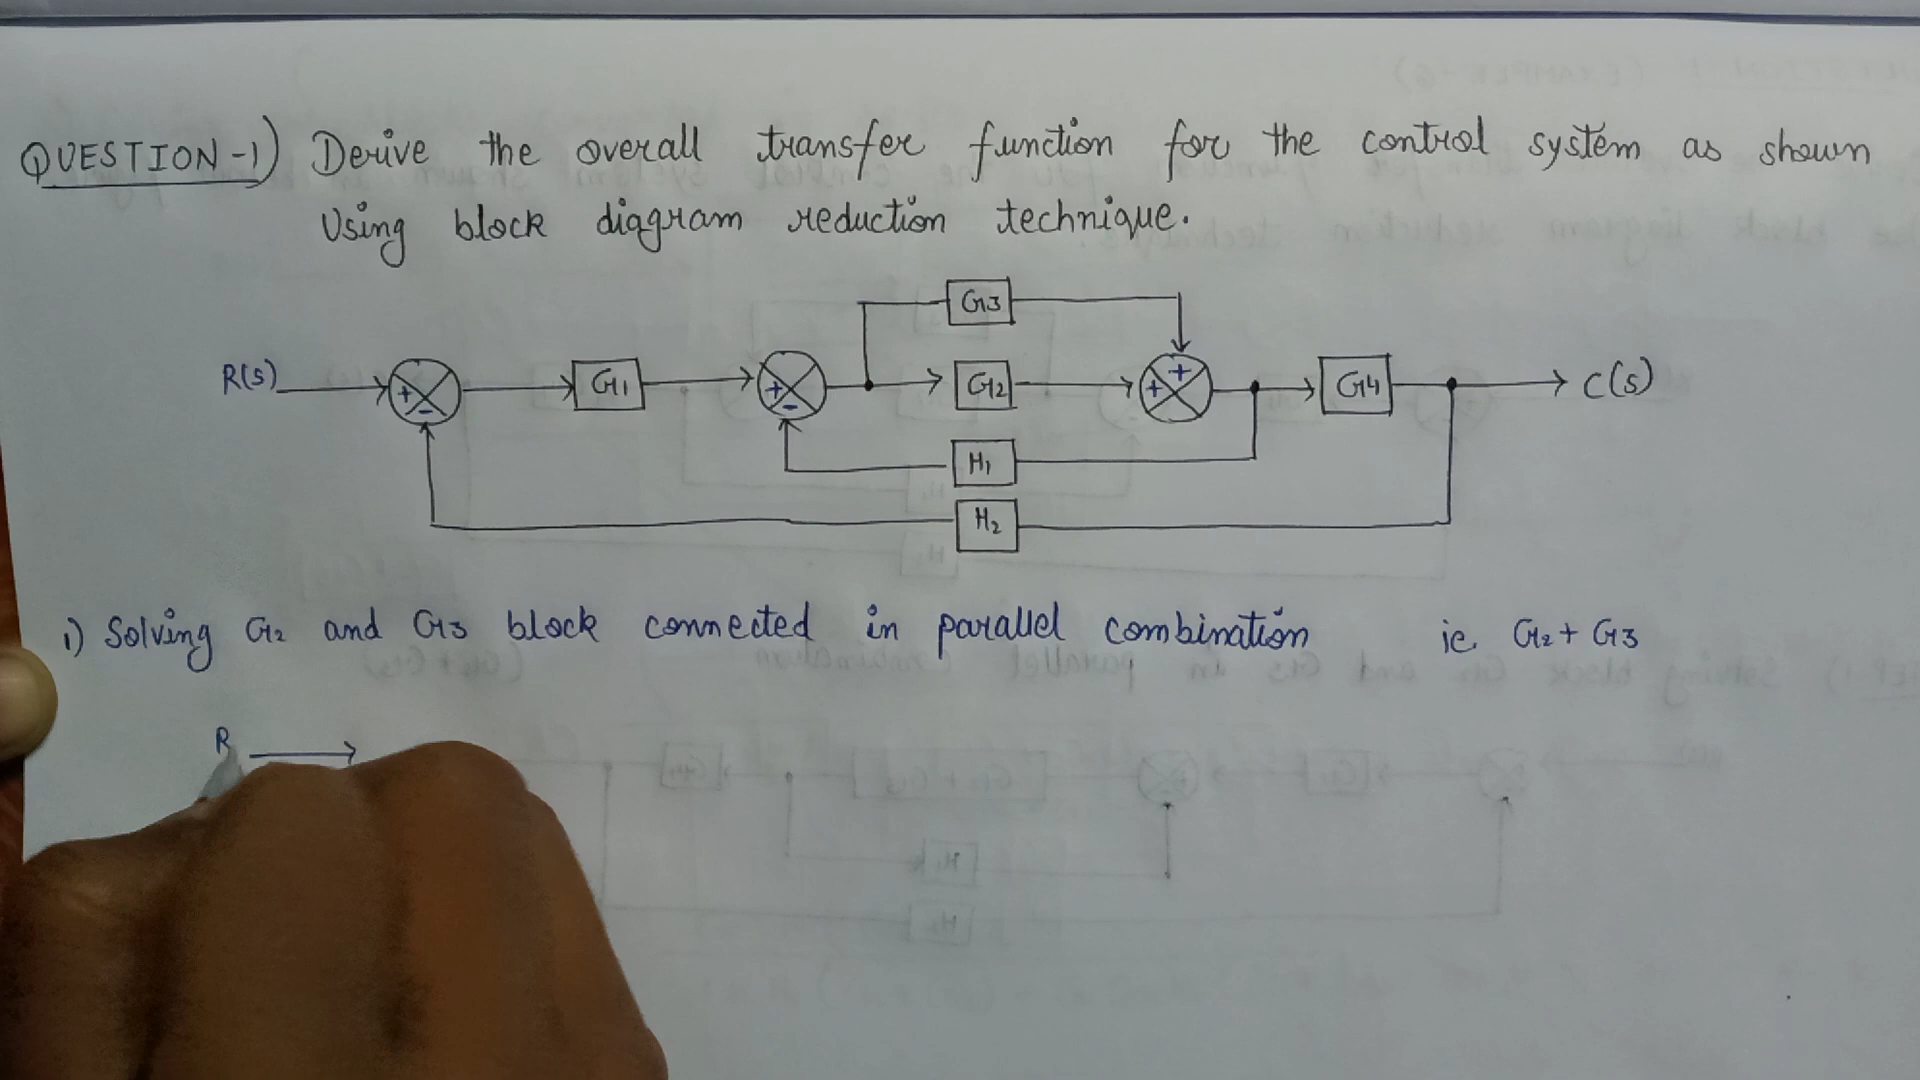 QUESTION-1) Derive the overall transfer function for the control system as shown
Using block diagram reduction technique.
G3
R(s) + - G1 + - G2 + + G4 C(s)
H1
H2
i) Solving G2 and G3 block connected in parallel combination ie G2 + G3
R